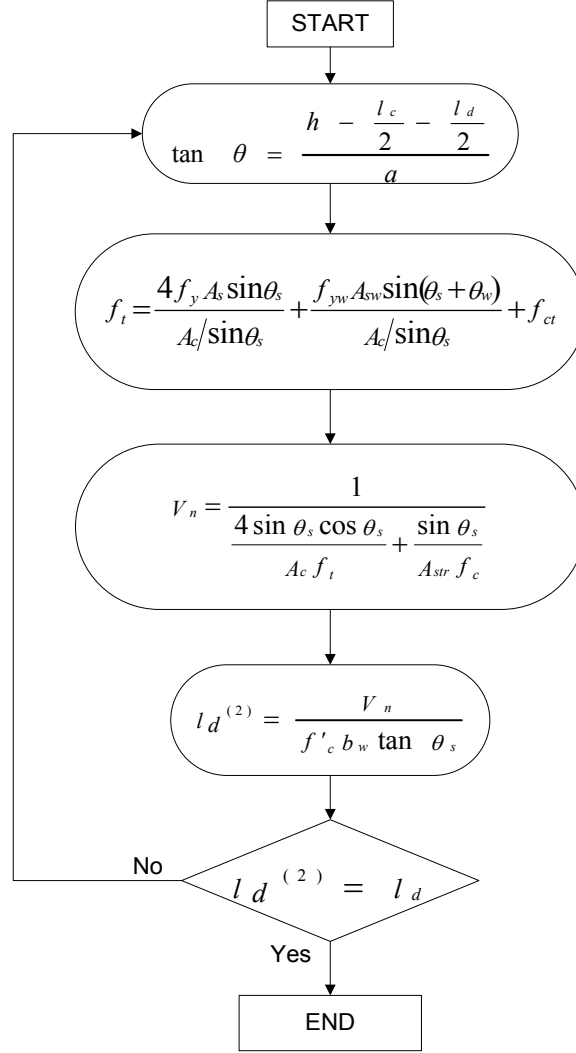 START
tan θ = (h − l_c/2 − l_d/2) / a
f_t = 4 f_y A_s sinθ_s / (A_c/sinθ_s) + f_yw A_sw sin(θ_s + θ_w) / (A_c/sinθ_s) + f_ct
V_n = 1 / (4 sin θ_s cos θ_s / (A_c f_t) + sin θ_s / (A_str f_c))
l_d^(2) = V_n / (f'_c b_w tan θ_s)
No
l_d^(2) = l_d
Yes
END